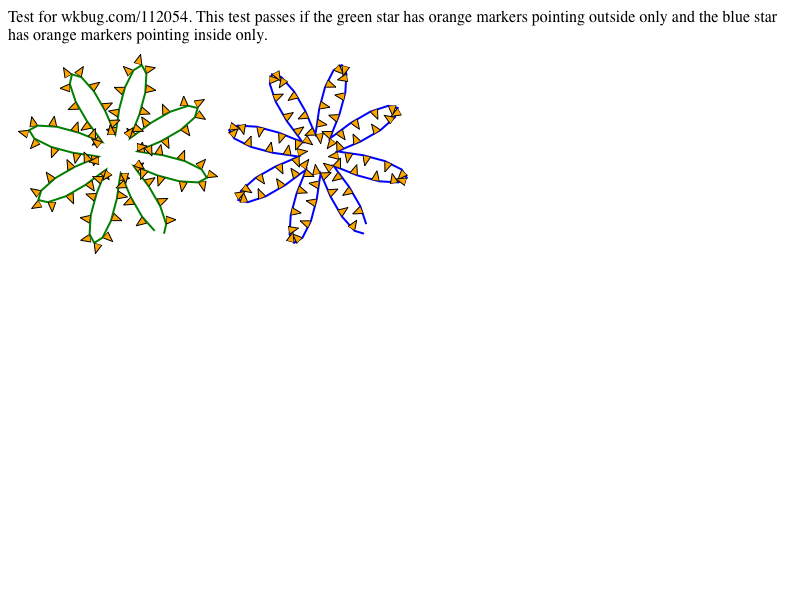 Test for wkbug.com/112054. This test passes if the green star has orange markers pointing outside only and the blue star
has orange markers pointing inside only.